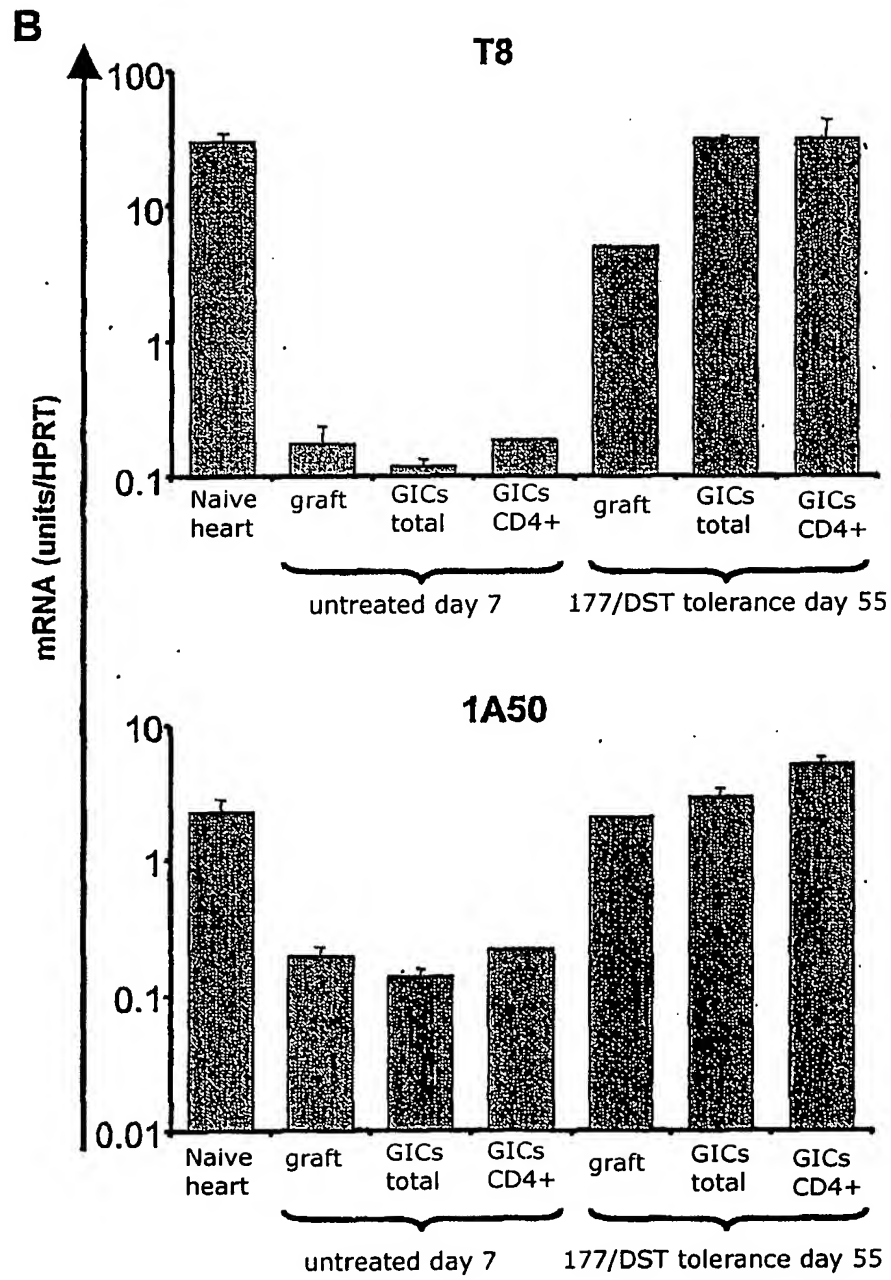 B
T8
mRNA (units/HPRT)
100
10
1
0.1
Naive heart
graft
GICs total
GICs CD4+
graft
GICs total
GICs CD4+
untreated day 7
177/DST tolerance day 55
1A50
10
1
0.1
0.01
Naive heart
graft
GICs total
GICs CD4+
graft
GICs total
GICs CD4+
untreated day 7
177/DST tolerance day 55